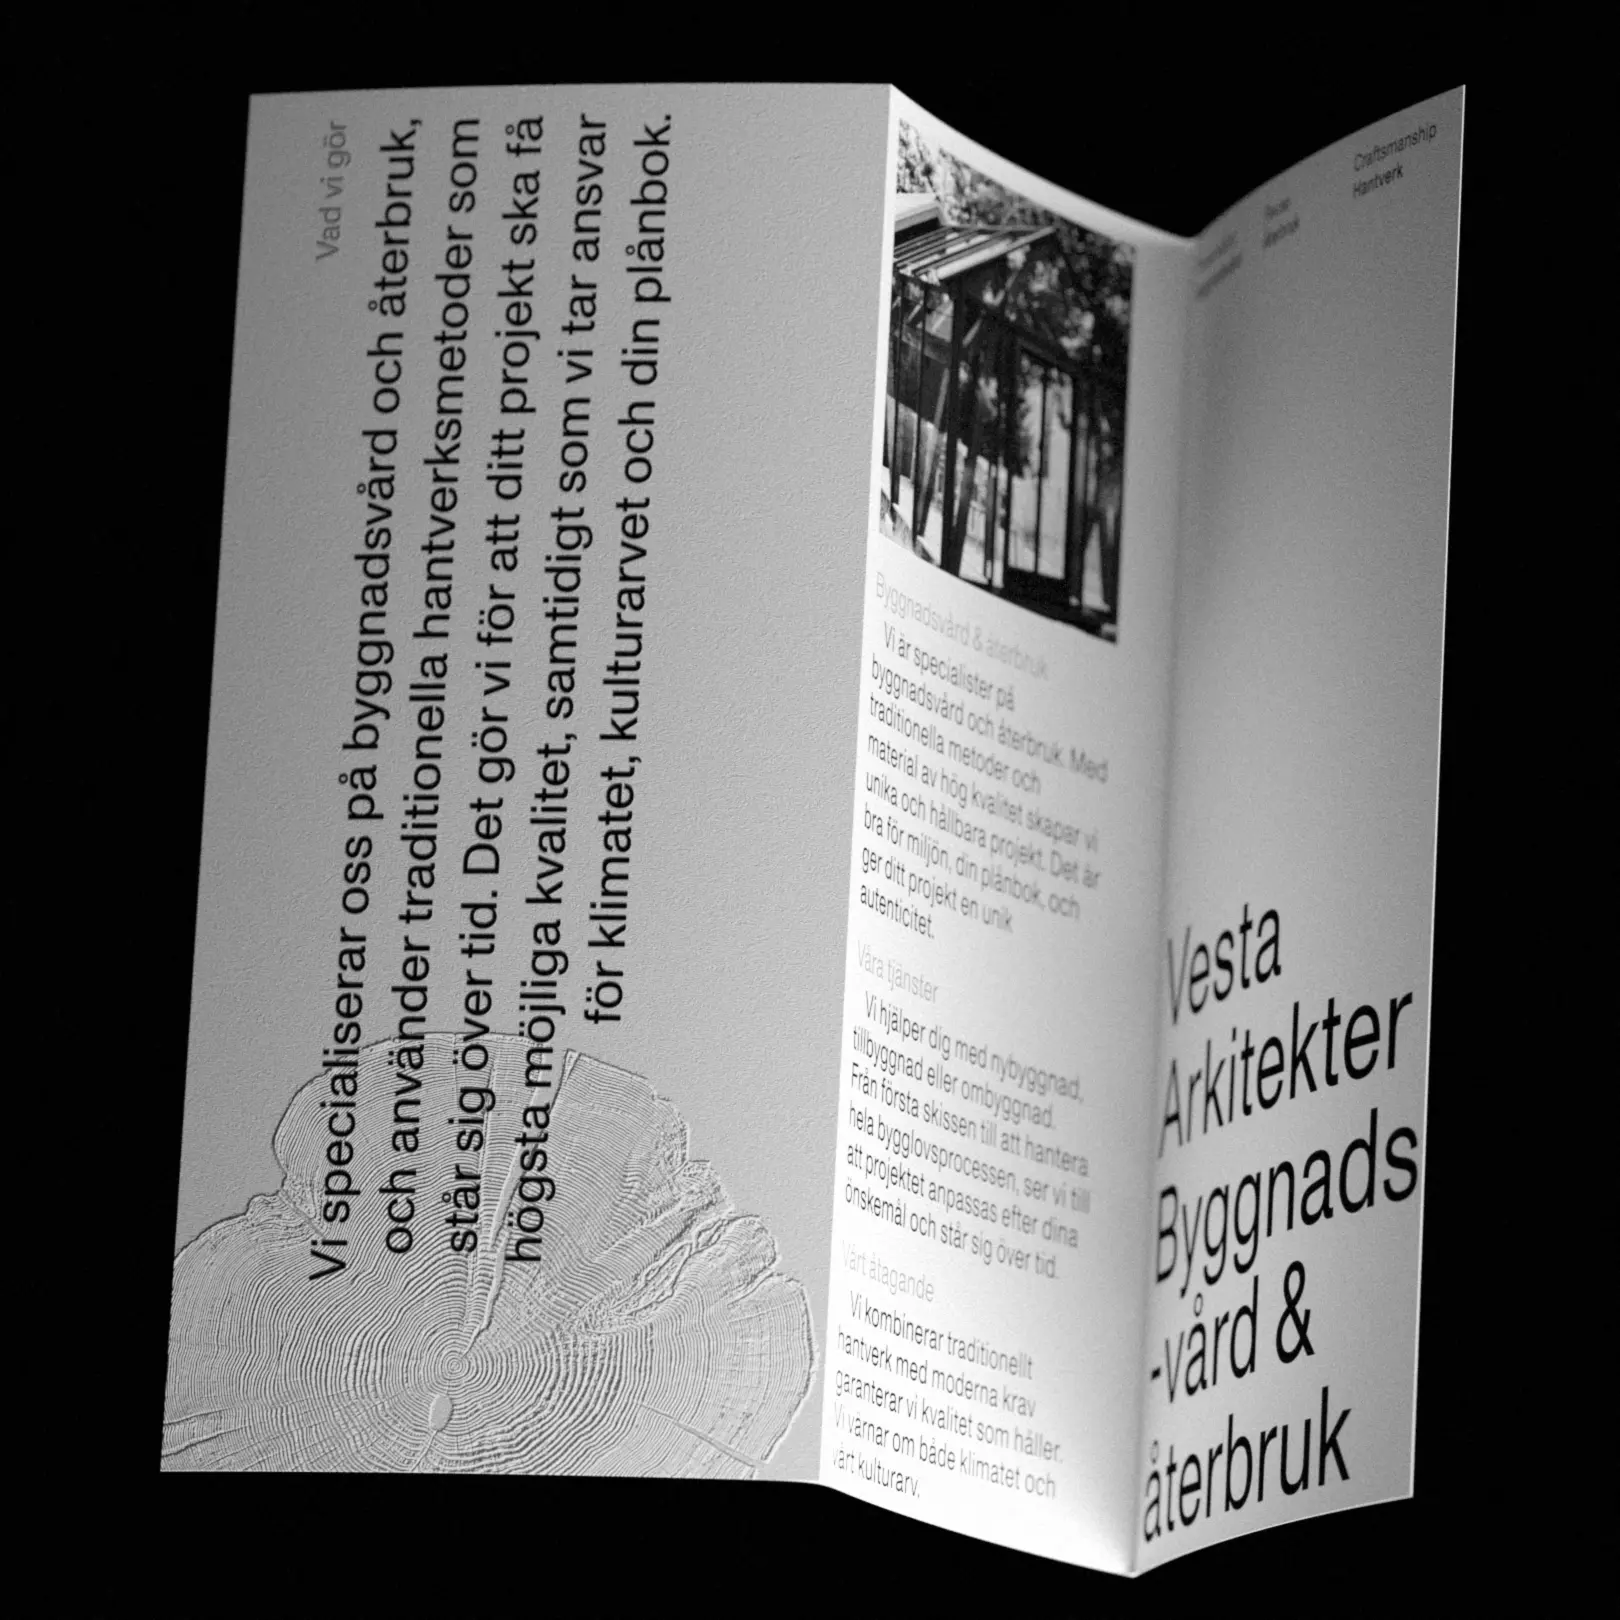 Vad vi gör
Vi specialiserar oss på byggnadsvård och återbruk,
och använder traditionella hantverksmetoder som
står sig över tid. Det gör vi för att ditt projekt ska få
högsta möjliga kvalitet, samtidigt som vi tar ansvar
för klimatet, kulturarvet och din plånbok.
Byggnadsvård & återbruk
Vi är specialister på
byggnadsvård och återbruk. Med
traditionella metoder och
material av hög kvalitet skapar vi
unika och hållbara projekt. Det är
bra för miljön, din plånbok, och
ger ditt projekt en unik
autenticitet.
Våra tjänster
Vi hjälper dig med nybyggnad,
tillbyggnad eller ombyggnad.
Från första skissen till att hantera
hela bygglovsprocessen, ser vi till
att projektet anpassas efter dina
önskemål och står sig över tid.
Vårt åtagande
Vi kombinerar traditionellt
hantverk med moderna krav
garanterar vi kvalitet som håller.
Vi värnar om både klimatet och
vårt kulturarv.
Craftsmanship
Hantverk
Vesta
Arkitekter
Byggnads
-vård &
återbruk